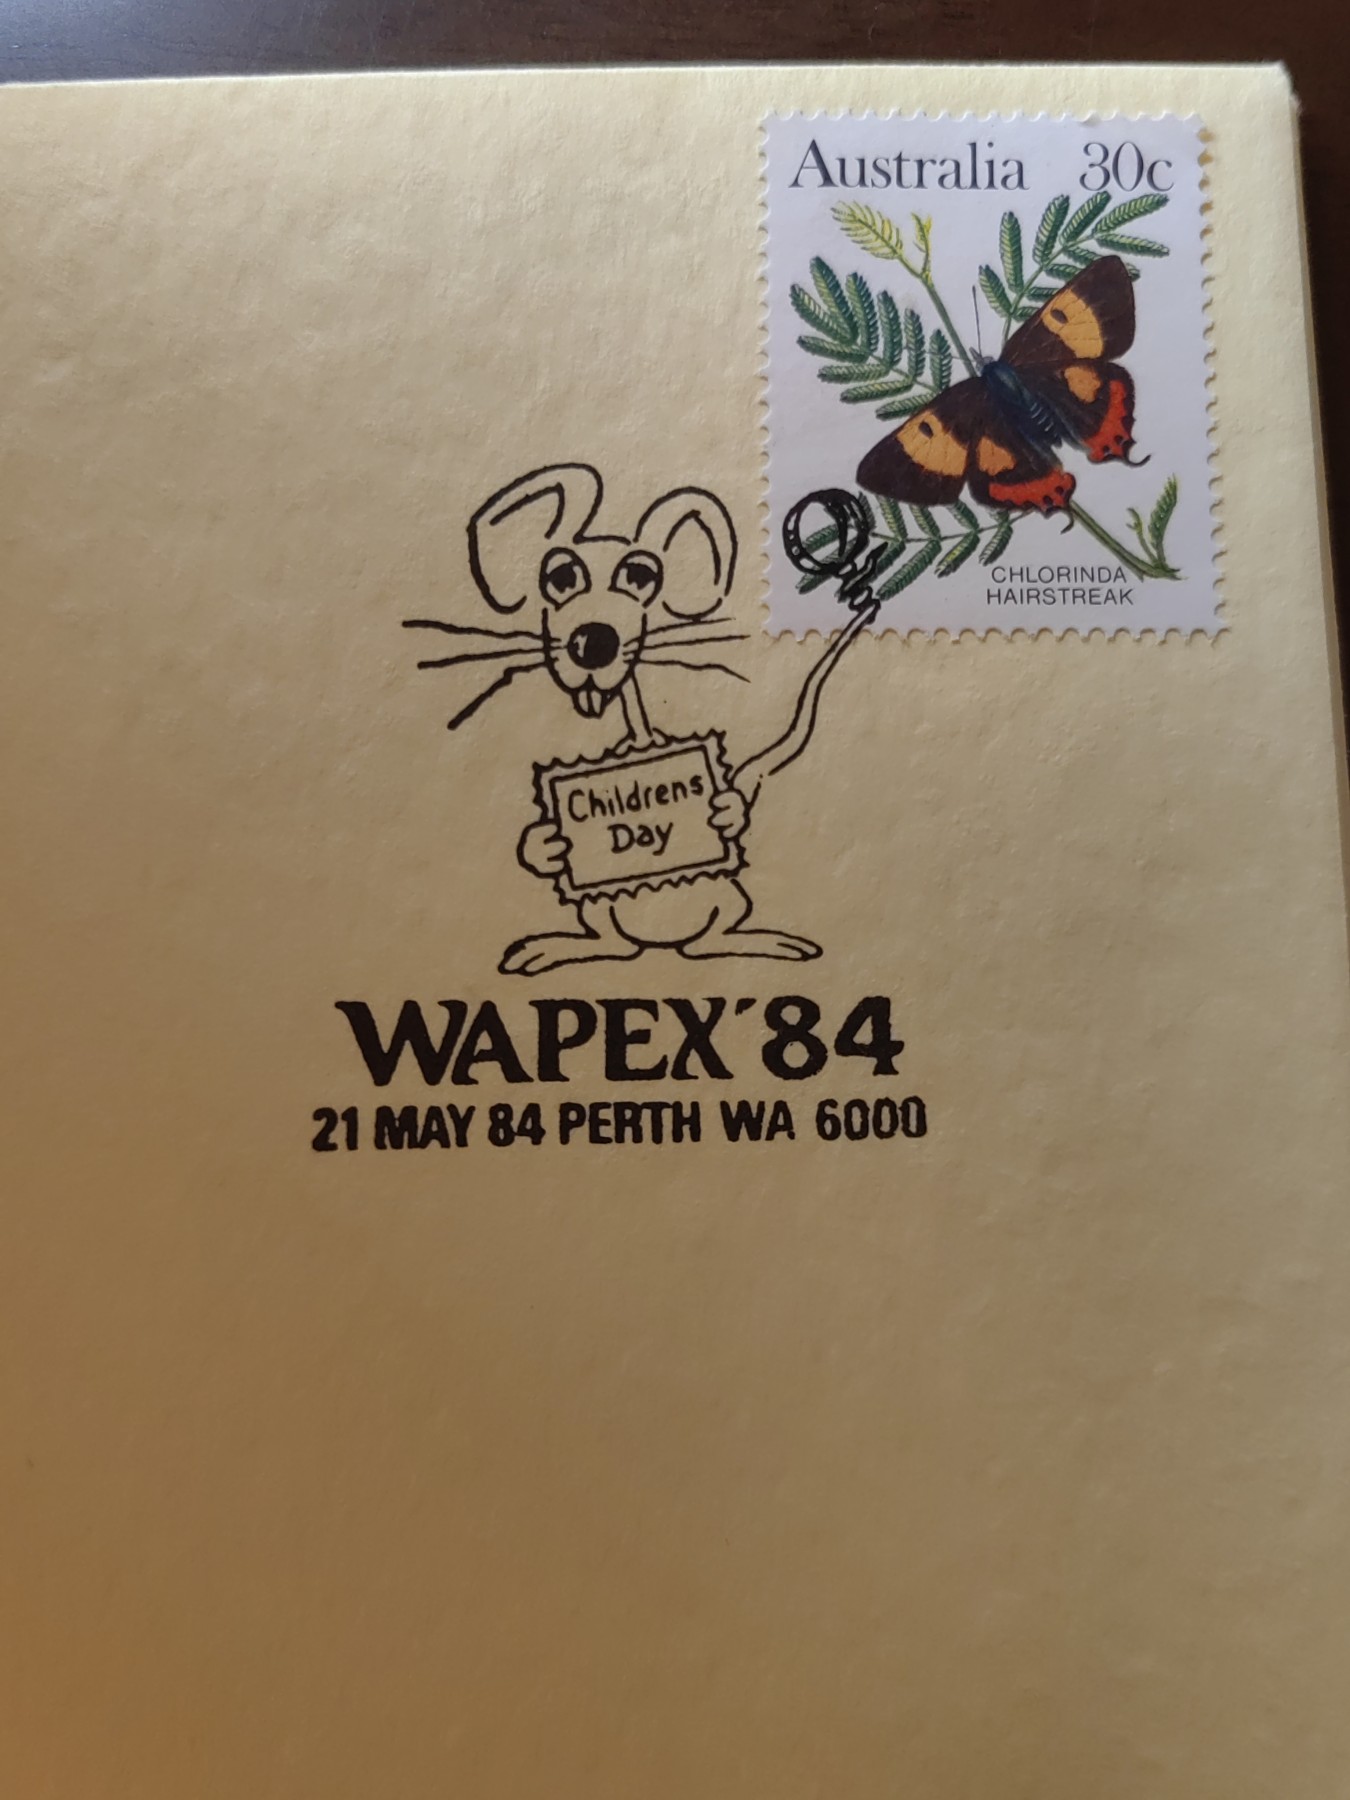 Australia 30c
CHLORINDA
HAIRSTREAK
Childrens
Day
WAPEX'84
21 MAY 84 PERTH WA 6000